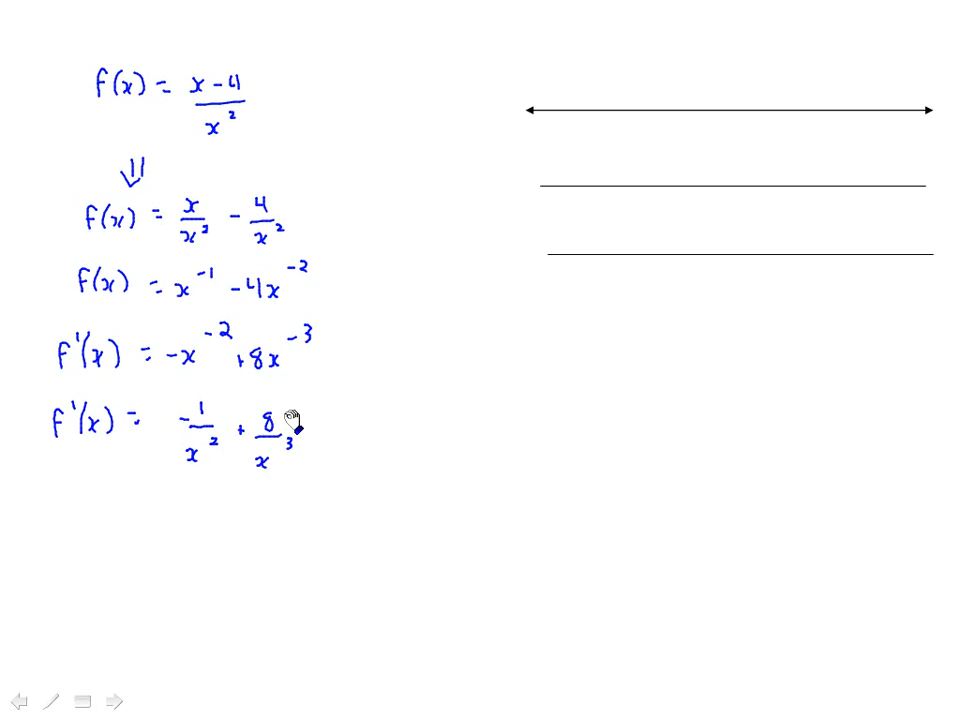 f(x) = x - 4 / x²
⇓
f(x) = x/x² - 4/x²
f(x) = x⁻¹ - 4x⁻²
f'(x) = -x⁻² + 8x⁻³
f'(x) = -1/x² + 8/x³